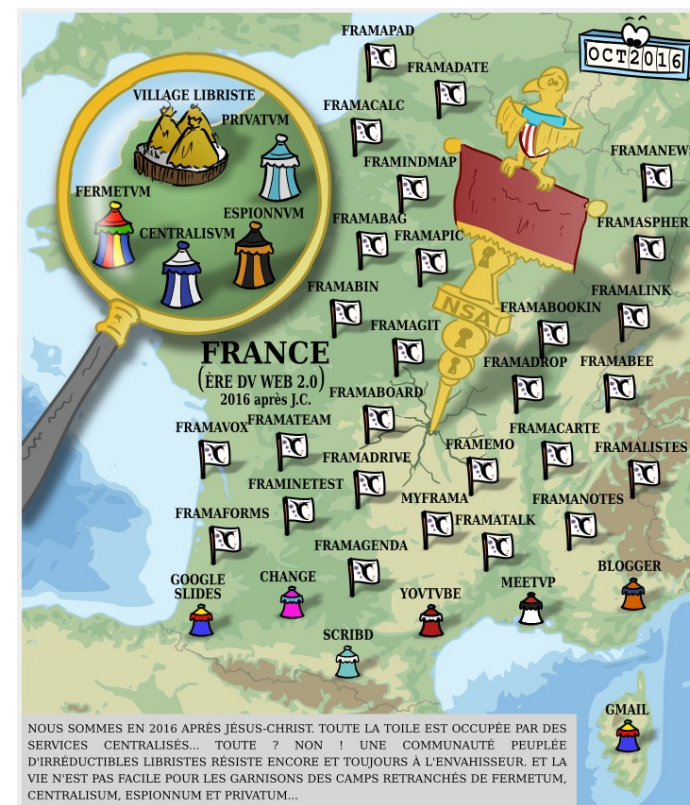 FRAMAPAD
OCT2016
FRAMADATE
VILLAGE LIBRISTE
FRAMACALC
PRIVATVM
FRAMINDMAP
FRAMANEWS
FERMETVM
ESPIONNVM
FRAMABAG
FRAMASPHER
CENTRALISVM
FRAMAPIC
FRAMABIN
FRAMALINK
NSA
FRAMABOOKIN
FRAMAGIT
FRANCE
(ÈRE DV WEB 2.0)
2016 après J.C.
FRAMADROP
FRAMABEE
FRAMABOARD
FRAMAVOX
FRAMATEAM
FRAMACARTE
FRAMEMO
FRAMALISTES
FRAMADRIVE
FRAMINETEST
MYFRAMA
FRAMANOTES
FRAMAFORMS
FRAMATALK
FRAMAGENDA
GOOGLE
SLIDES
CHANGE
YOVTVBE
MEETVP
BLOGGER
SCRIBD
GMAIL
NOUS SOMMES EN 2016 APRÈS JÉSUS-CHRIST. TOUTE LA TOILE EST OCCUPÉE PAR DES
SERVICES CENTRALISÉS... TOUTE ? NON ! UNE COMMUNAUTÉ PEUPLÉE
D'IRRÉDUCTIBLES LIBRISTES RÉSISTE ENCORE ET TOUJOURS À L'ENVAHISSEUR. ET LA
VIE N'EST PAS FACILE POUR LES GARNISONS DES CAMPS RETRANCHÉS DE FERMETUM,
CENTRALISUM, ESPIONNUM ET PRIVATUM...